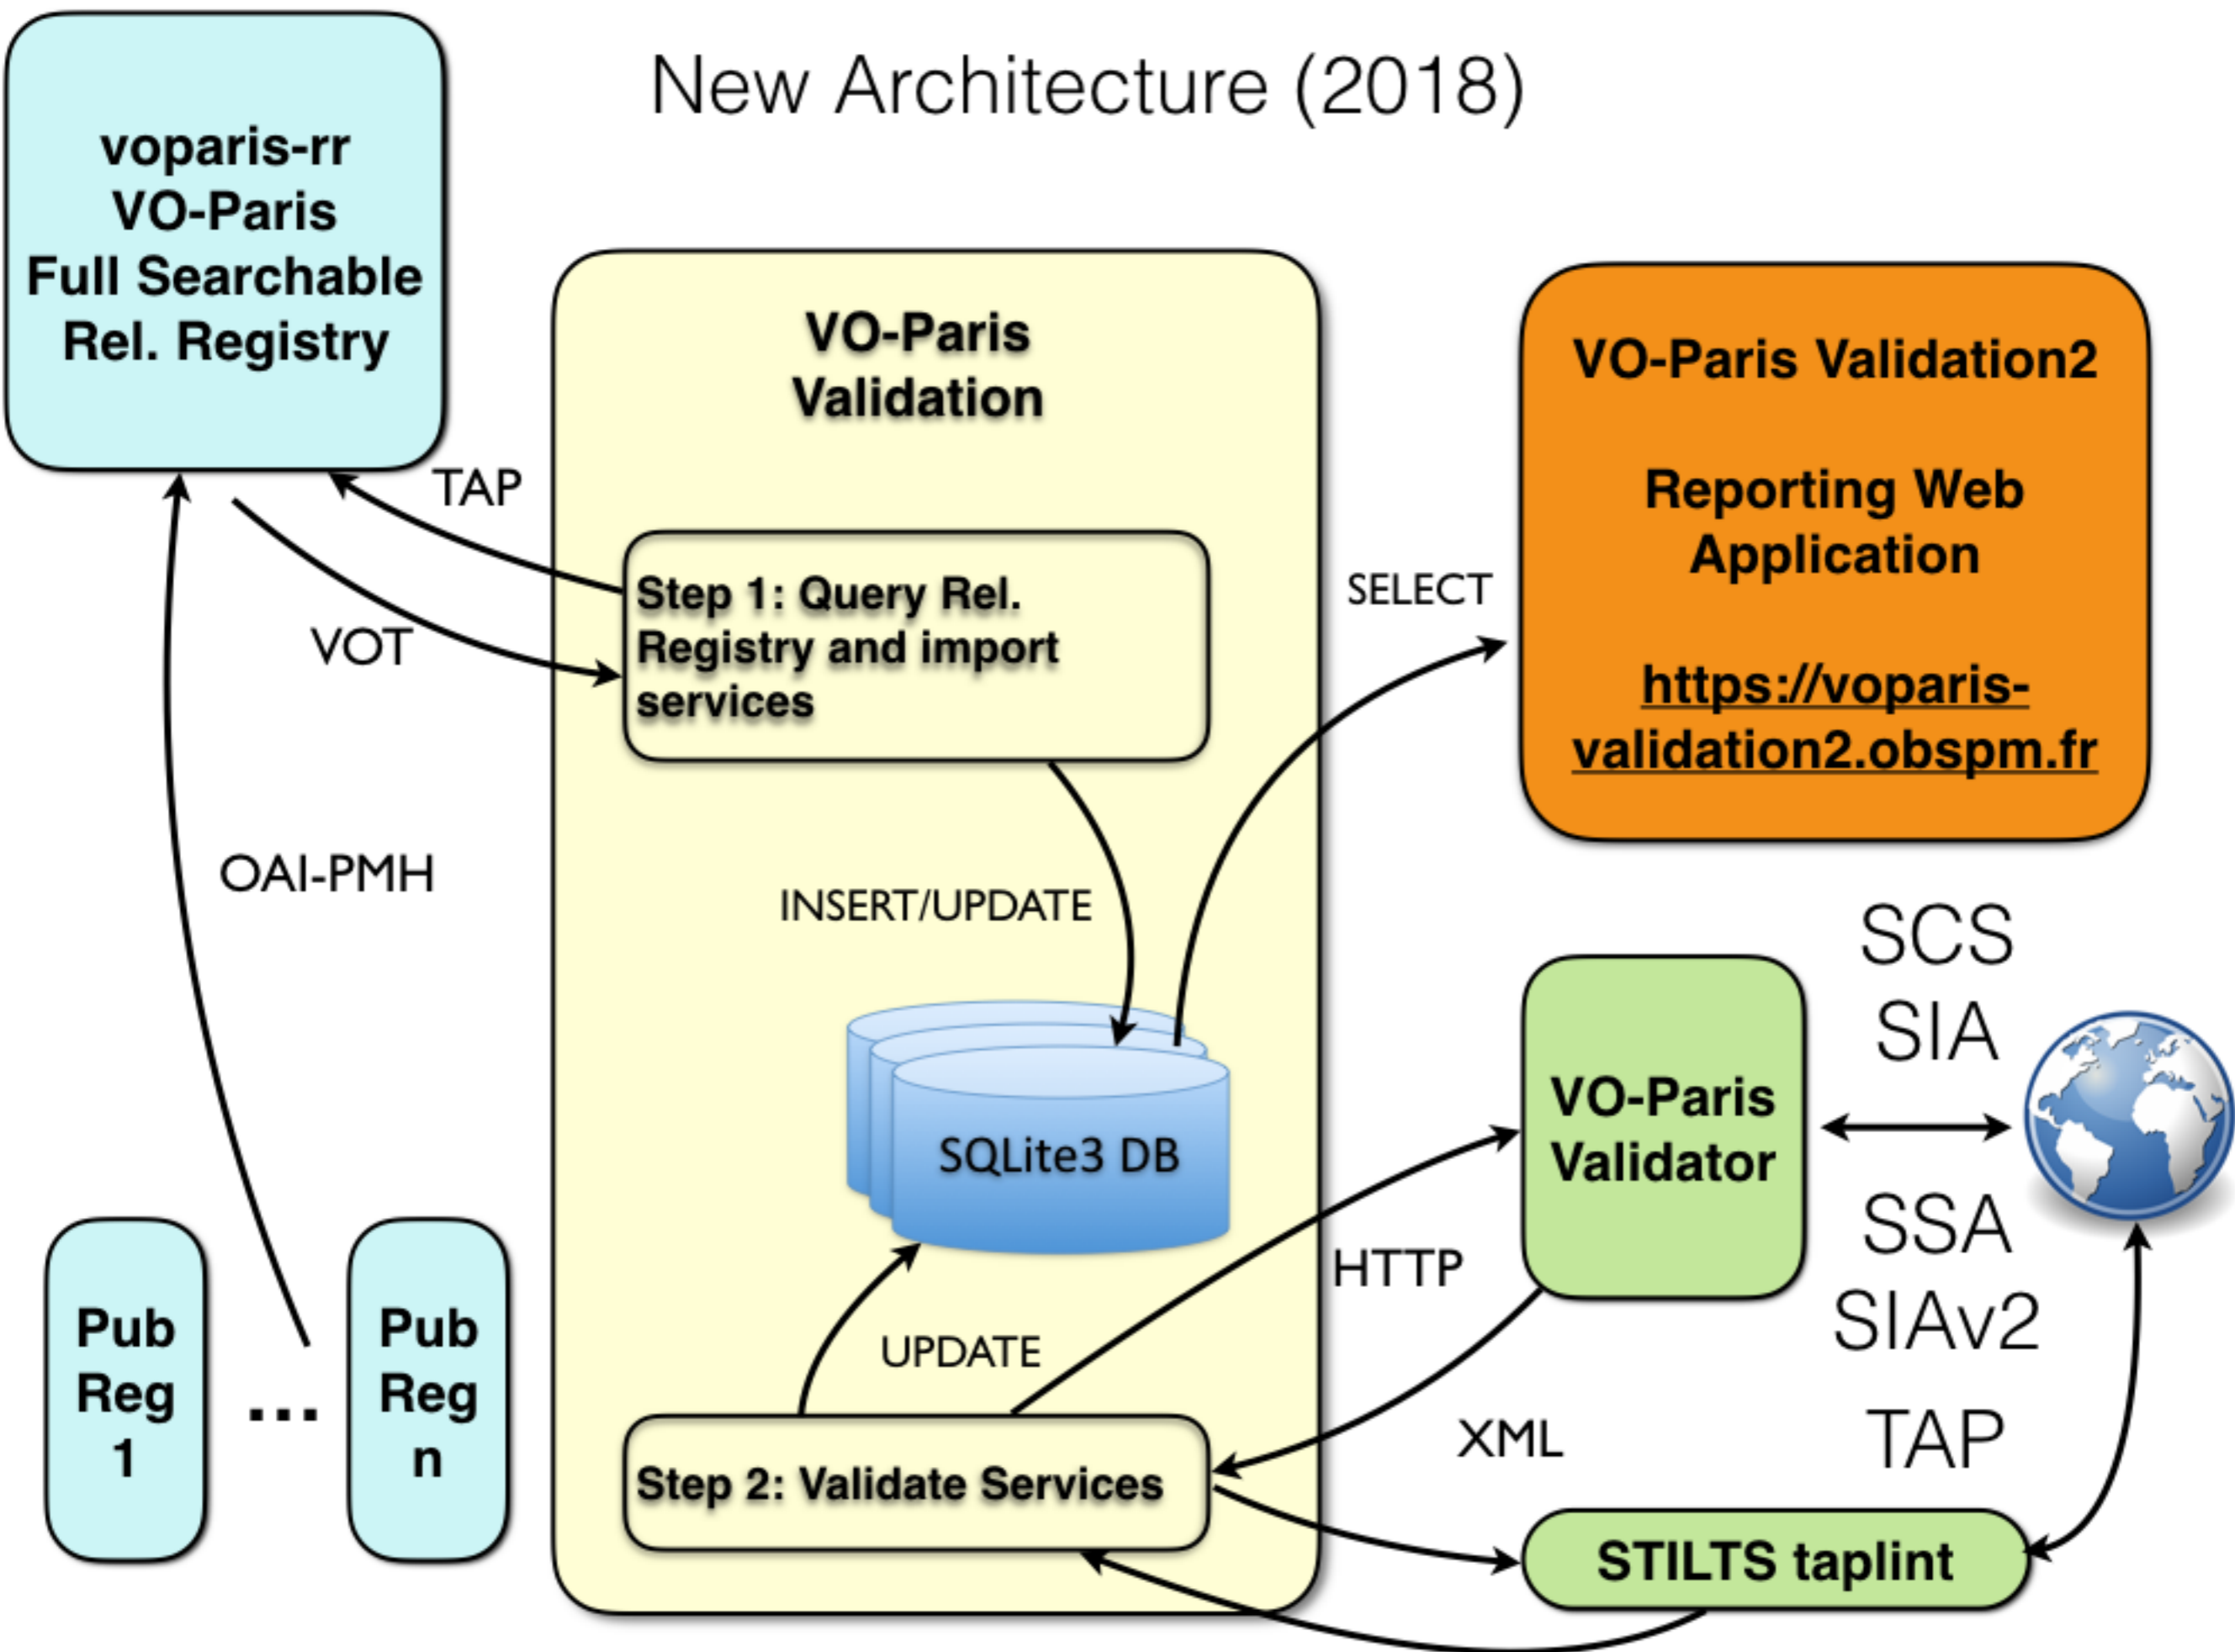 New Architecture (2018)
voparis-rr
VO-Paris
Full Searchable
Rel. Registry
TAP
VOT
OAI-PMH
Pub
Reg
1
...
Pub
Reg
n
VO-Paris
Validation
Step 1: Query Rel.
Registry and import
services
INSERT/UPDATE
SQLite3 DB
UPDATE
Step 2: Validate Services
SELECT
VO-Paris Validation2
Reporting Web
Application
https://voparis-
validation2.obspm.fr
HTTP
XML
VO-Paris
Validator
SCS
SIA
SSA
SIAv2
TAP
STILTS taplint